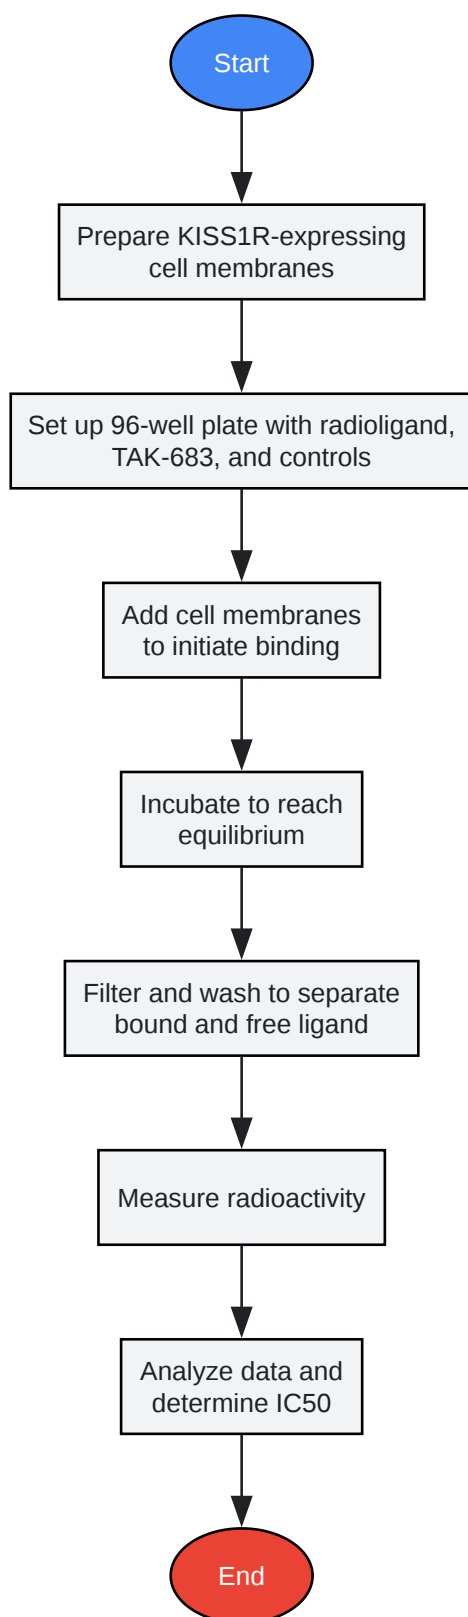 Start
Prepare KISS1R-expressing
cell membranes
Set up 96-well plate with radioligand,
TAK-683, and controls
Add cell membranes
to initiate binding
Incubate to reach
equilibrium
Filter and wash to separate
bound and free ligand
Measure radioactivity
Analyze data and
determine IC50
End